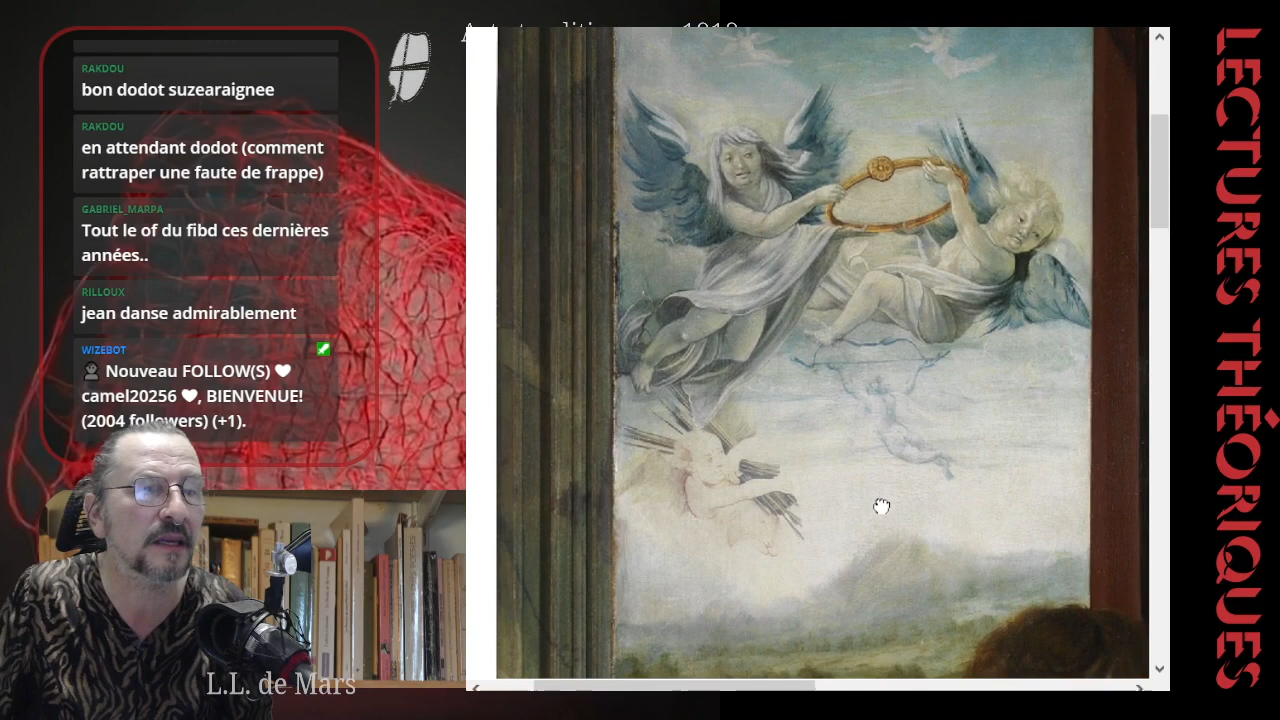 RAKDOU
bon dodot suzearaignee
RAKDOU
en attendant dodot (comment
rattraper une faute de frappe)
GABRIEL_MARPA
Tout le of du fibd ces dernières
années..
RILLOUX
jean danse admirablement
WIZEBOT
Nouveau FOLLOW(S)
camel20256 , BIENVENUE!
(2004 followers) (+1).
L.L. de Mars
LECTURES THÉORIQUES